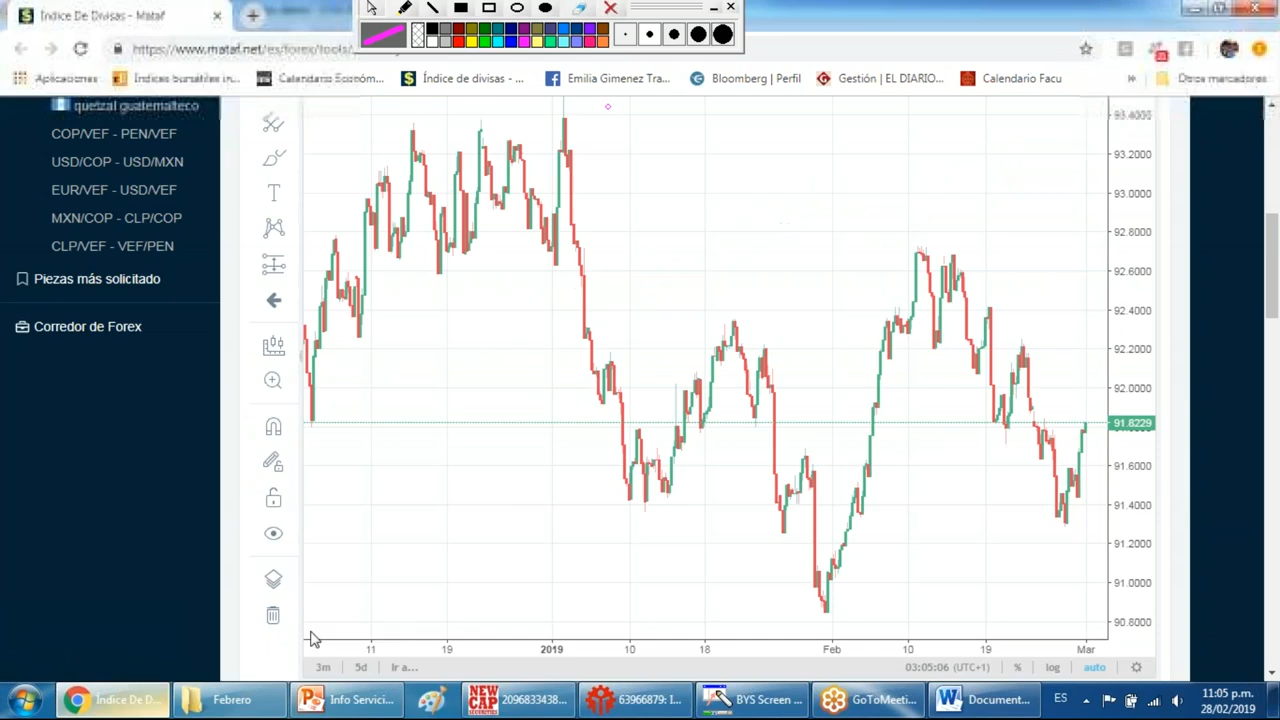 Índice De Divisas - Mataf
https://www.mataf.net/es/forex/tools/
Aplicaciones
Índices bursátiles in...
Calendario Económ...
Índice de divisas - ...
Emilia Gimenez Tra...
Bloomberg | Perfil
Gestión | EL DIARIO...
Calendario Facu
»
Otros marcadores
quetzal guatemalteco
COP/VEF - PEN/VEF
USD/COP - USD/MXN
EUR/VEF - USD/VEF
MXN/COP - CLP/COP
CLP/VEF - VEF/PEN
Piezas más solicitado
Corredor de Forex
93.4000
93.2000
93.0000
92.8000
92.6000
92.4000
92.2000
92.0000
91.8229
91.6000
91.4000
91.2000
91.0000
90.8000
11 19 2019 10 18 Feb 10 19 Mar
3m 5d Ir a... 03:05:06 (UTC+1) % log auto
Índice De D...
Febrero
Info Servici...
NEW CAP SECURITIES
2096833438...
63966879: I...
BYS Screen ...
GoToMeeti...
Document...
ES
11:05 p.m.
28/02/2019